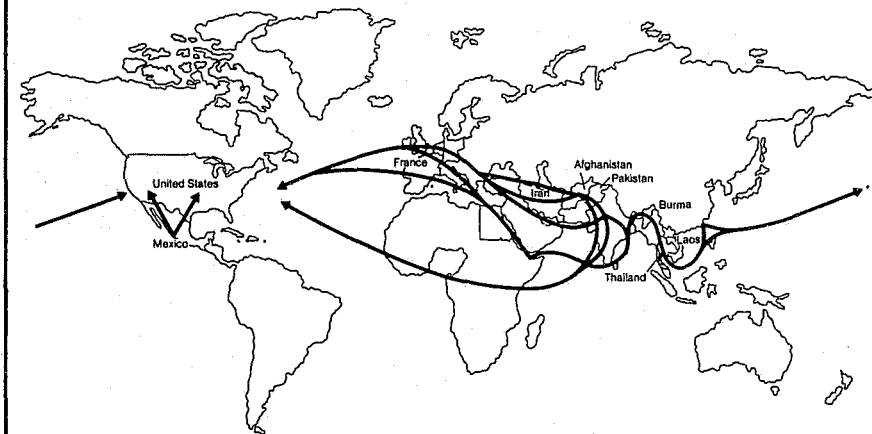 Afghanistan
Pakistan
France
Iran
United States
Burma
Mexico
Laos
Thailand